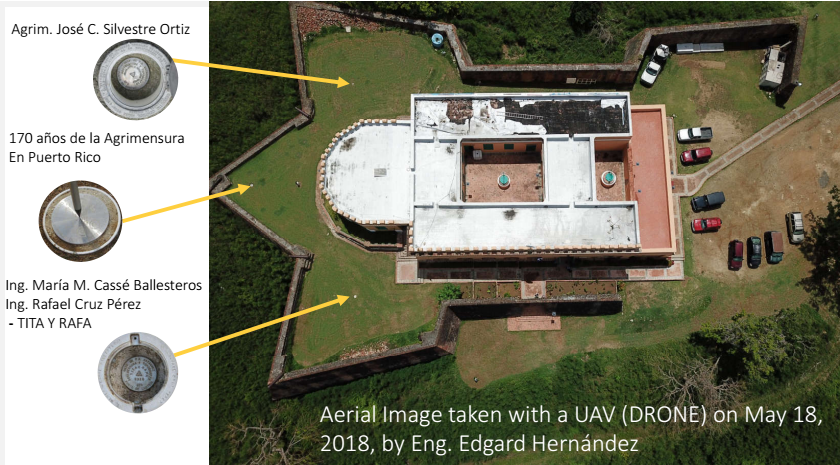 Agrim. José C. Silvestre Ortiz
170 años de la Agrimensura
En Puerto Rico
Ing. María M. Cassé Ballesteros
Ing. Rafael Cruz Pérez
- TITA Y RAFA
Aerial Image taken with a UAV (DRONE) on May 18,
2018, by Eng. Edgard Hernández